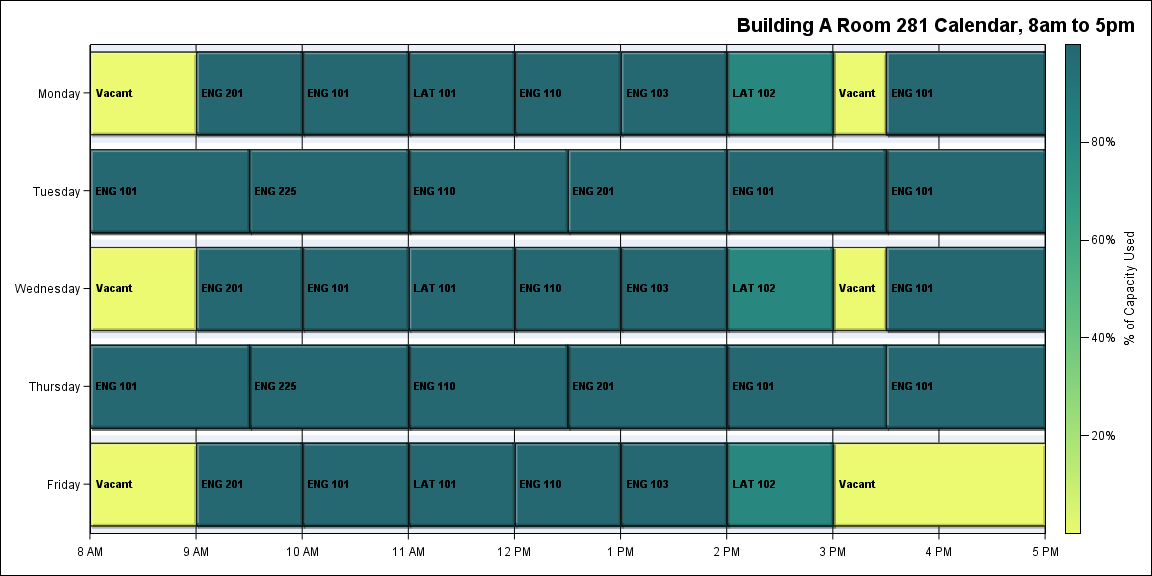 Building A Room 281 Calendar, 8am to 5pm
Monday
Vacant ENG 201 ENG 101 LAT 101 ENG 110 ENG 103 LAT 102 Vacant ENG 101
Tuesday
ENG 101 ENG 225 ENG 110 ENG 201 ENG 101 ENG 101
Wednesday
Vacant ENG 201 ENG 101 LAT 101 ENG 110 ENG 103 LAT 102 Vacant ENG 101
Thursday
ENG 101 ENG 225 ENG 110 ENG 201 ENG 101 ENG 101
Friday
Vacant ENG 201 ENG 101 LAT 101 ENG 110 ENG 103 LAT 102 Vacant
8 AM 9 AM 10 AM 11 AM 12 PM 1 PM 2 PM 3 PM 4 PM 5 PM
80%
60%
40%
20%
% of Capacity Used